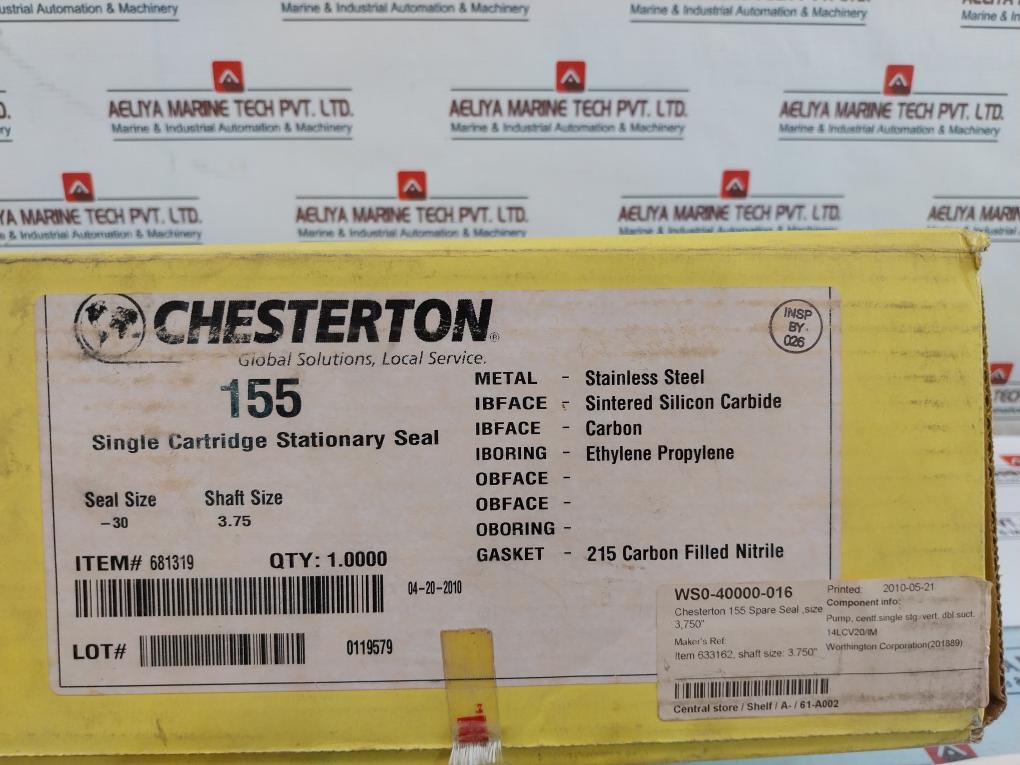 ustrial Automation & Machinery
Marine & Industrial Automation & Machinery
Marine & Industrial Automation & Machinery
Marine & In
AELIYA MARINE TECH PVT. LTD.
Marine & Industrial Automation & Machinery
AELIYA MARINE TECH PVT. LTD.
Marine & Industrial Automation & Machinery
AELIYA MARINE TECH PVT. LTD.
Marine & Industrial Automation & Machinery
YA MARINE TECH PVT. LTD.
& Industrial Automation & Machinery
AELIYA MARINE TECH PVT. LTD.
Marine & Industrial Automation & Machinery
AELIYA MARINE TECH PVT. LTD.
Marine & Industrial Automation & Machinery
AELIYA MARIN
Marine & Industrial
CHESTERTON®
Global Solutions, Local Service.
INSP
BY
026
155
Single Cartridge Stationary Seal
Seal Size Shaft Size
-30 3.75
ITEM# 681319 QTY: 1.0000
04-20-2010
LOT# 0119579
METAL - Stainless Steel
IBFACE - Sintered Silicon Carbide
IBFACE - Carbon
IBORING - Ethylene Propylene
OBFACE -
OBFACE -
OBORING -
GASKET - 215 Carbon Filled Nitrile
WS0-40000-016
Chesterton 155 Spare Seal ,size
3,750"
Maker's Ref:
Item 633162, shaft size: 3.750"
Printed: 2010-05-21
Component info:
Pump, centf.single stg. vert. dbl.suct.
14LCV20/IM
Worthington Corporation(201889)
Central store / Shelf / A- / 61-A002